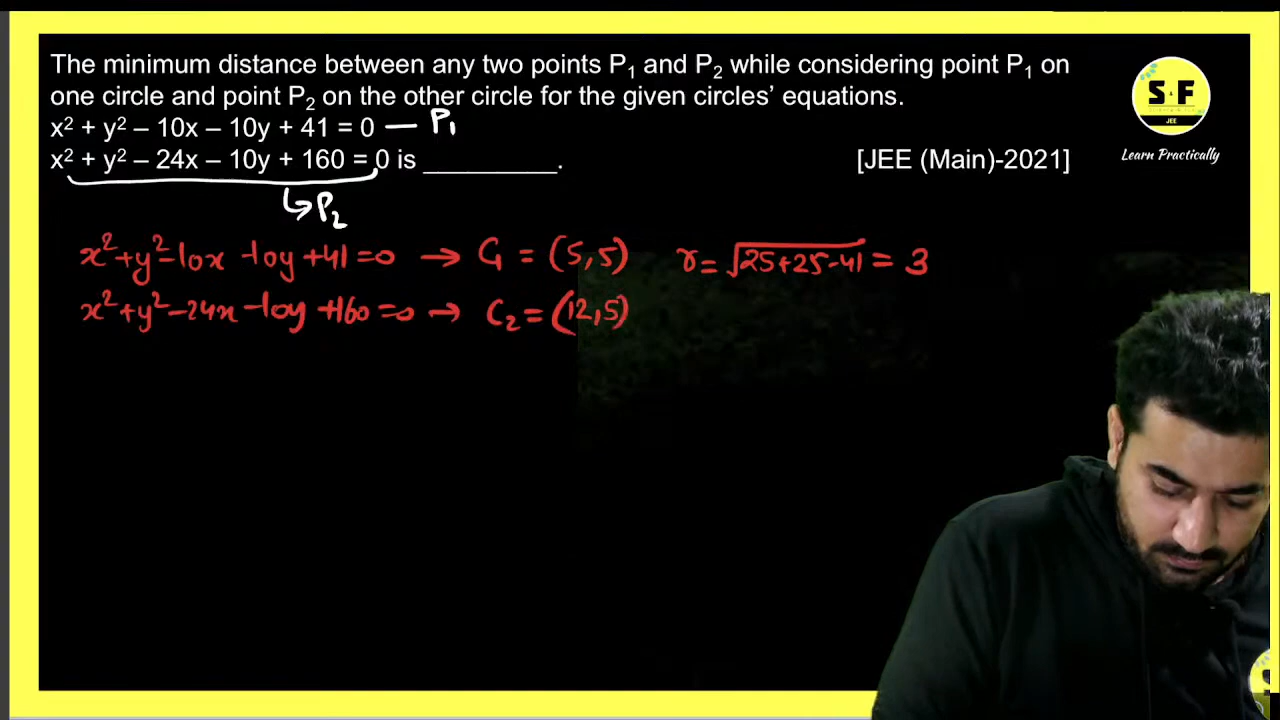 The minimum distance between any two points P₁ and P₂ while considering point P₁ on
one circle and point P₂ on the other circle for the given circles' equations.
x² + y² – 10x – 10y + 41 = 0 — P₁
x² + y² – 24x – 10y + 160 = 0 is __________. [JEE (Main)-2021]
↳ P₂
S&F
JEE
Learn Practically
x²+y²-10x -10y +41=0 → C₁ = (5,5) r = √25+25-41 = 3
x²+y²-24x -10y +160=0 → C₂ = (12,5)